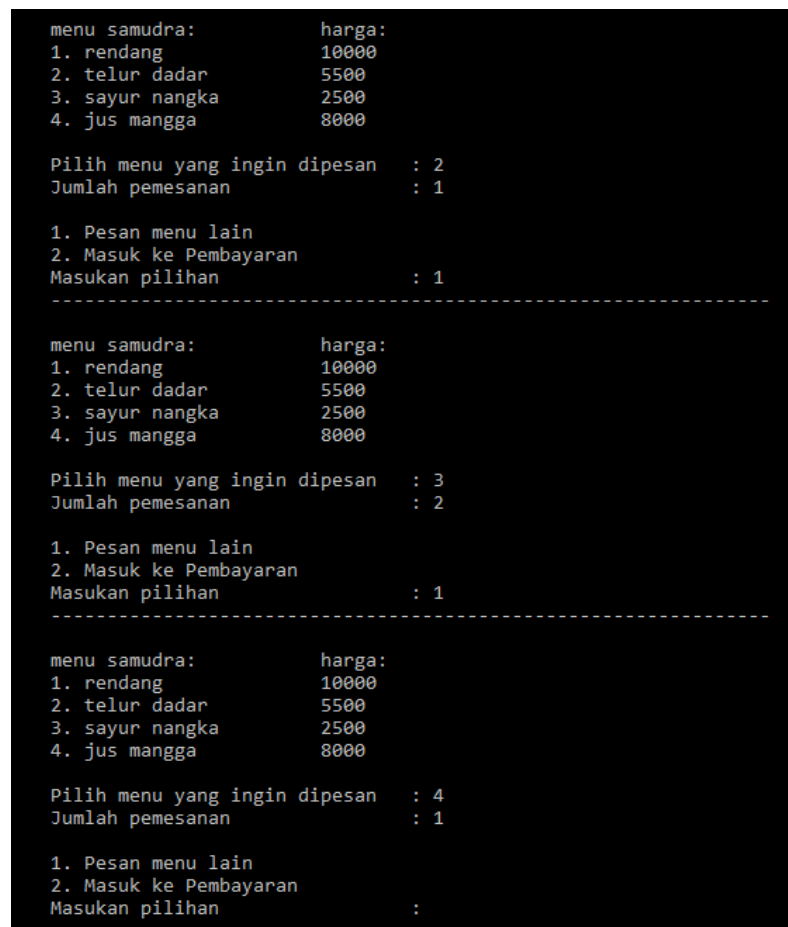 menu samudra: harga:
1. rendang 10000
2. telur dadar 5500
3. sayur nangka 2500
4. jus mangga 8000
Pilih menu yang ingin dipesan : 2
Jumlah pemesanan : 1
1. Pesan menu lain
2. Masuk ke Pembayaran
Masukan pilihan : 1
----------------------------------------------------------------
menu samudra: harga:
1. rendang 10000
2. telur dadar 5500
3. sayur nangka 2500
4. jus mangga 8000
Pilih menu yang ingin dipesan : 3
Jumlah pemesanan : 2
1. Pesan menu lain
2. Masuk ke Pembayaran
Masukan pilihan : 1
----------------------------------------------------------------
menu samudra: harga:
1. rendang 10000
2. telur dadar 5500
3. sayur nangka 2500
4. jus mangga 8000
Pilih menu yang ingin dipesan : 4
Jumlah pemesanan : 1
1. Pesan menu lain
2. Masuk ke Pembayaran
Masukan pilihan :